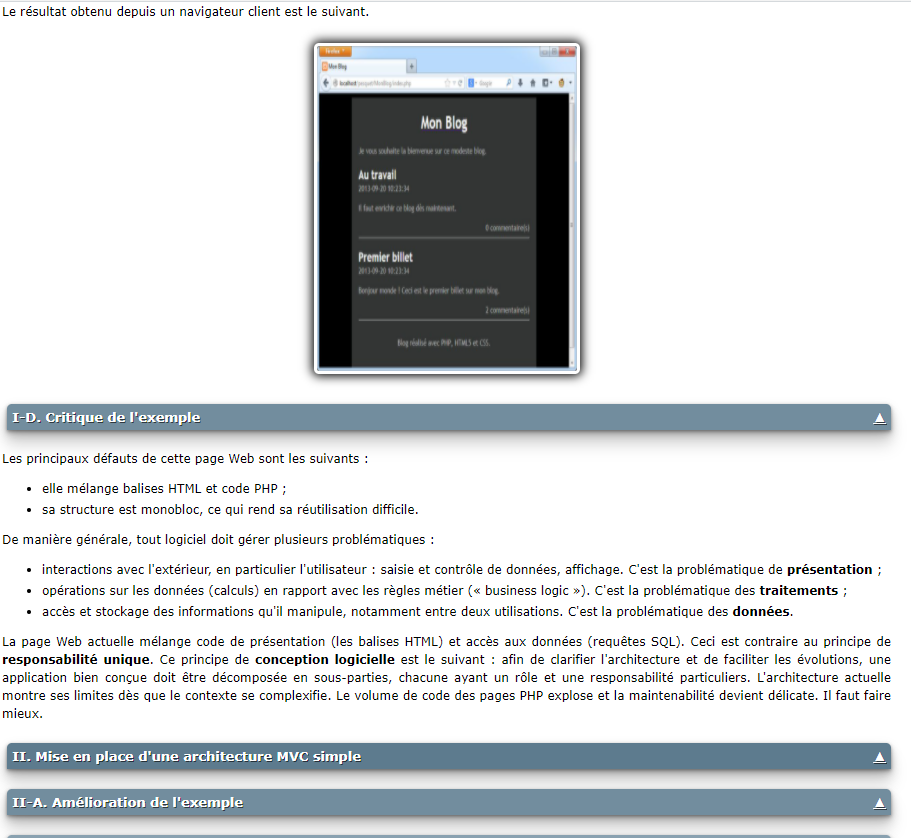 Le résultat obtenu depuis un navigateur client est le suivant.
Mon Blog
Mon Blog
Je vous souhaite la bienvenue sur ce modeste blog.
Au travail
2013-09-20 10:23:34
Il faut enrichir ce blog dès maintenant.
0 commentaire(s)
Premier billet
2013-09-20 10:23:34
Bonjour monde ! Ceci est le premier billet sur mon blog.
2 commentaire(s)
Blog réalisé avec PHP, HTML5 et CSS.
I-D. Critique de l'exemple
Les principaux défauts de cette page Web sont les suivants :
• elle mélange balises HTML et code PHP ;
• sa structure est monobloc, ce qui rend sa réutilisation difficile.
De manière générale, tout logiciel doit gérer plusieurs problématiques :
• interactions avec l'extérieur, en particulier l'utilisateur : saisie et contrôle de données, affichage. C'est la problématique de présentation ;
• opérations sur les données (calculs) en rapport avec les règles métier (« business logic »). C'est la problématique des traitements ;
• accès et stockage des informations qu'il manipule, notamment entre deux utilisations. C'est la problématique des données.
La page Web actuelle mélange code de présentation (les balises HTML) et accès aux données (requêtes SQL). Ceci est contraire au principe de
responsabilité unique. Ce principe de conception logicielle est le suivant : afin de clarifier l'architecture et de faciliter les évolutions, une
application bien conçue doit être décomposée en sous-parties, chacune ayant un rôle et une responsabilité particuliers. L'architecture actuelle
montre ses limites dès que le contexte se complexifie. Le volume de code des pages PHP explose et la maintenabilité devient délicate. Il faut faire
mieux.
II. Mise en place d'une architecture MVC simple
II-A. Amélioration de l'exemple